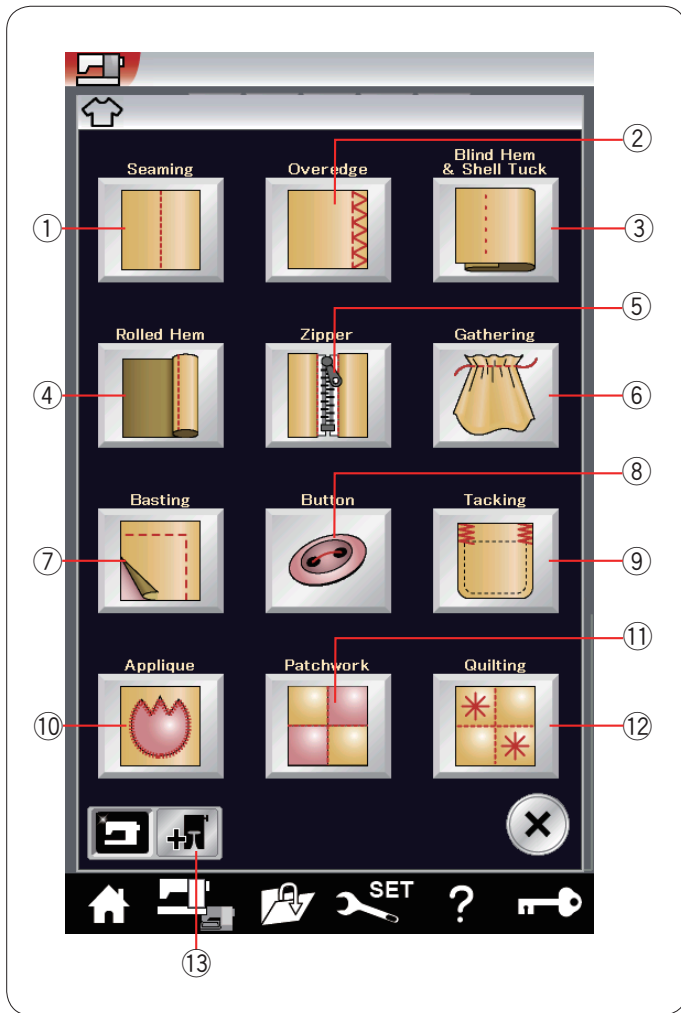 ②
Blind Hem
Seaming Overedge & Shell Tuck
① ③
⑤
Rolled Hem Zipper Gathering
④ ⑥
⑧
Basting Button Tacking
⑦ ⑨
⑪
Applique Patchwork Quilting
⑩ ⑫
SET
?
⑬